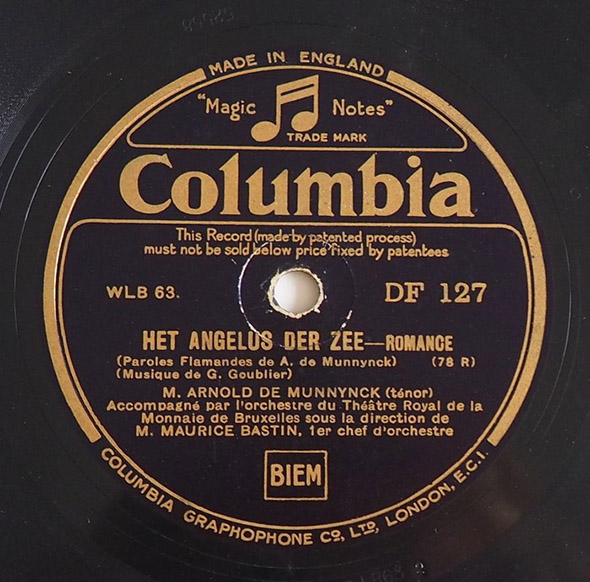 MADE IN ENGLAND
"Magic Notes"
TRADE MARK
Columbia
This Record (made by patented process)
must not be sold below price fixed by patentees
WLB 63. DF 127
HET ANGELUS DER ZEE—ROMANCE
(Paroles Flamandes de A. de Munnynck) (78 R)
(Musique de G. Goublier)
M. ARNOLD DE MUNNYNCK (ténor)
Accompagné par l'orchestre du Théâtre Royal de la
Monnaie de Bruxelles sous la direction de
M. MAURICE BASTIN, 1er chef d'orchestre
BIEM
COLUMBIA GRAPHOPHONE Co, LTD, LONDON, E.C.1.